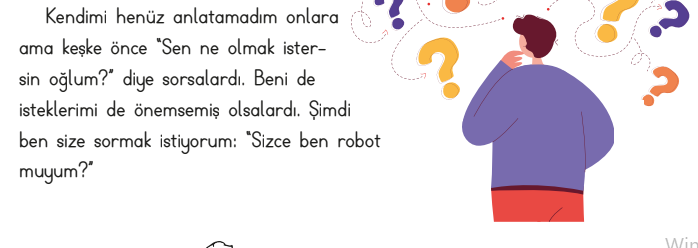 Kendimi henüz anlatamadım onlara
ama keşke önce “Sen ne olmak ister-
sin oğlum?” diye sorsalardı. Beni de
isteklerimi de önemsemiş olsalardı. Şimdi
ben size sormak istiyorum: “Sizce ben robot
muyum?”